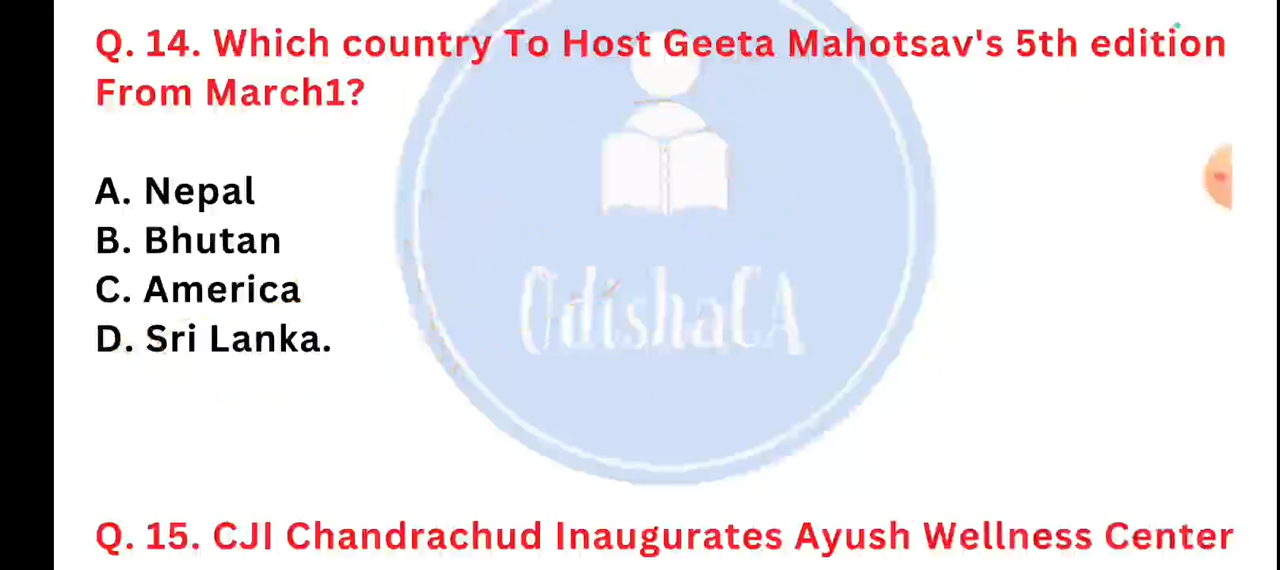 Q. 14. Which country To Host Geeta Mahotsav's 5th edition
From March1?
A. Nepal
B. Bhutan
C. America
D. Sri Lanka.
OdishaCA
Q. 15. CJI Chandrachud Inaugurates Ayush Wellness Center